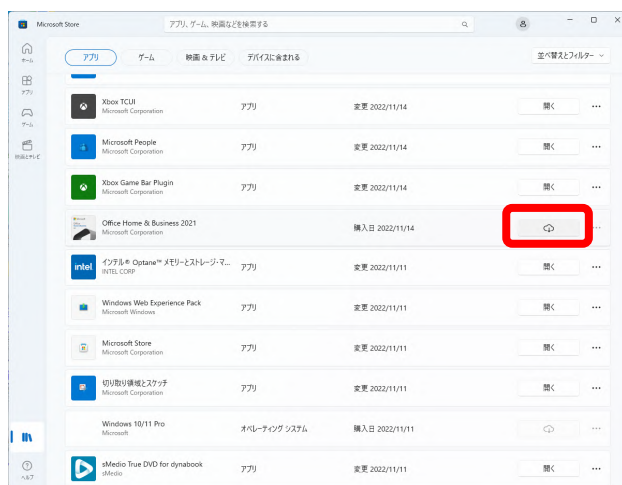 Microsoft Store
アプリ、ゲーム、映画などを検索する
ホーム
アプリ
ゲーム
映画とテレビ
アプリ
ゲーム
映画 & テレビ
デバイスに含まれる
並べ替えとフィルター
Xbox TCUI
Microsoft Corporation
アプリ
変更 2022/11/14
開く
Microsoft People
Microsoft Corporation
アプリ
変更 2022/11/14
開く
Xbox Game Bar Plugin
Microsoft Corporation
アプリ
変更 2022/11/14
開く
Office Home & Business 2021
Microsoft Corporation
購入日 2022/11/14
intel
インテル® Optane™ メモリーとストレージ・マ...
INTEL CORP
アプリ
変更 2022/11/11
開く
Windows Web Experience Pack
Microsoft Windows
アプリ
変更 2022/11/11
開く
Microsoft Store
Microsoft Corporation
アプリ
変更 2022/11/11
開く
切り取り領域とスケッチ
Microsoft Corporation
アプリ
変更 2022/11/11
開く
Windows 10/11 Pro
Microsoft
オペレーティング システム
購入日 2022/11/11
sMedio True DVD for dynabook
sMedio
アプリ
変更 2022/11/11
開く
ヘルプ